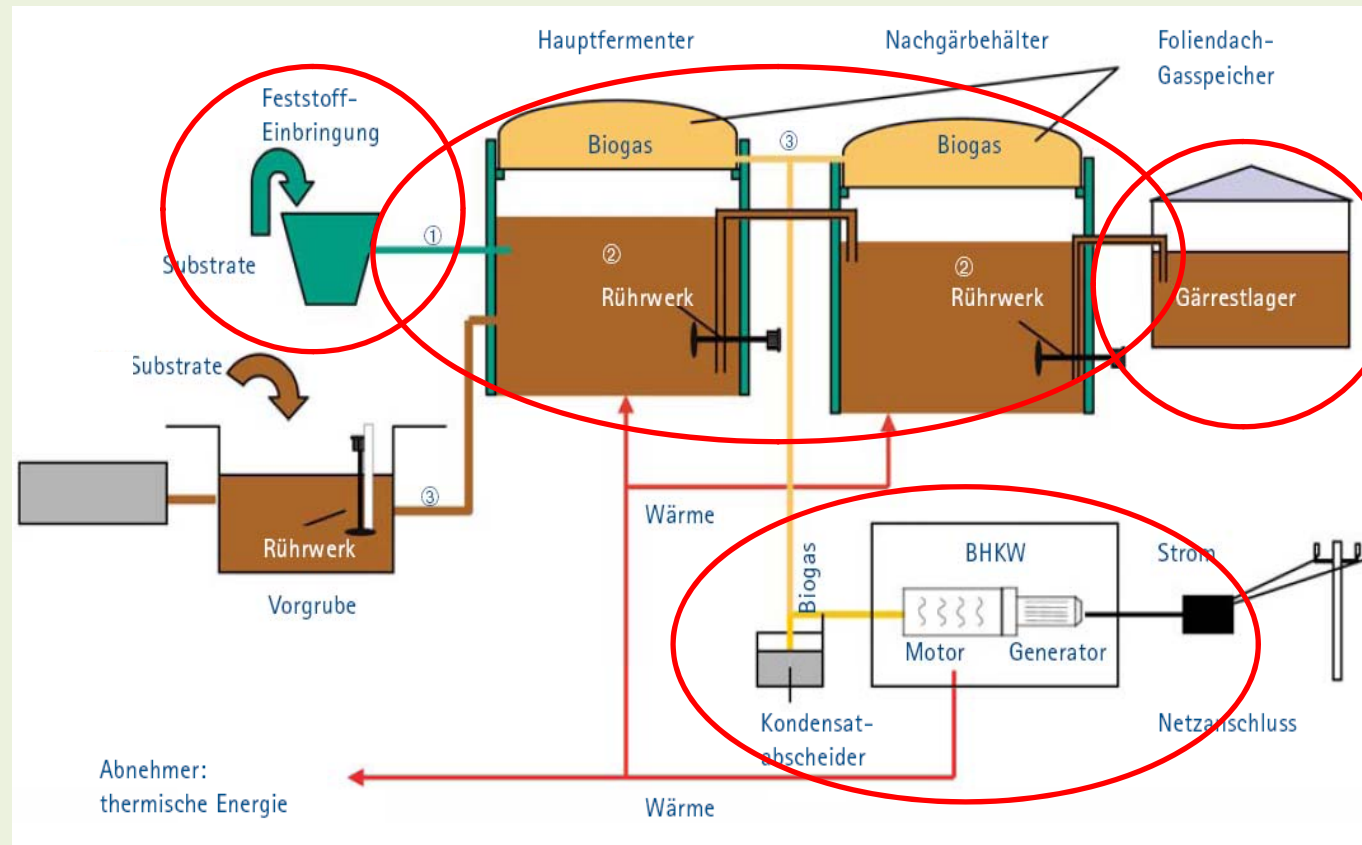 Hauptfermenter
Nachgärbehälter
Foliendach-
Gasspeicher
Feststoff-
Einbringung
Biogas
③
Biogas
①
Substrate
②
Rührwerk
②
Rührwerk
Gärrestlager
Substrate
③
Rührwerk
Vorgrube
Wärme
Biogas
BHKW
Strom
Motor
Generator
Kondensat-
abscheider
Netzanschluss
Abnehmer:
thermische Energie
Wärme